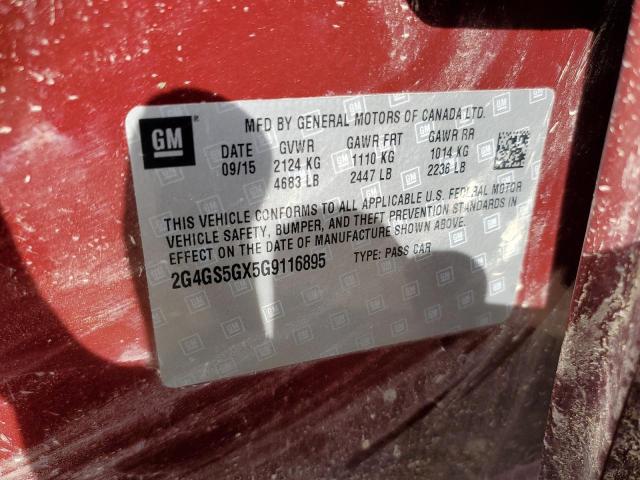 GM
MFD BY GENERAL MOTORS OF CANADA LTD.
DATE GVWR GAWR FRT GAWR RR
09/15 2124 KG 1110 KG 1014 KG
4683 LB 2447 LB 2236 LB
THIS VEHICLE CONFORMS TO ALL APPLICABLE U.S. FEDERAL MOTOR
VEHICLE SAFETY, BUMPER, AND THEFT PREVENTION STANDARDS IN
EFFECT ON THE DATE OF MANUFACTURE SHOWN ABOVE.
2G4GS5GX5G9116895 TYPE: PASS CAR